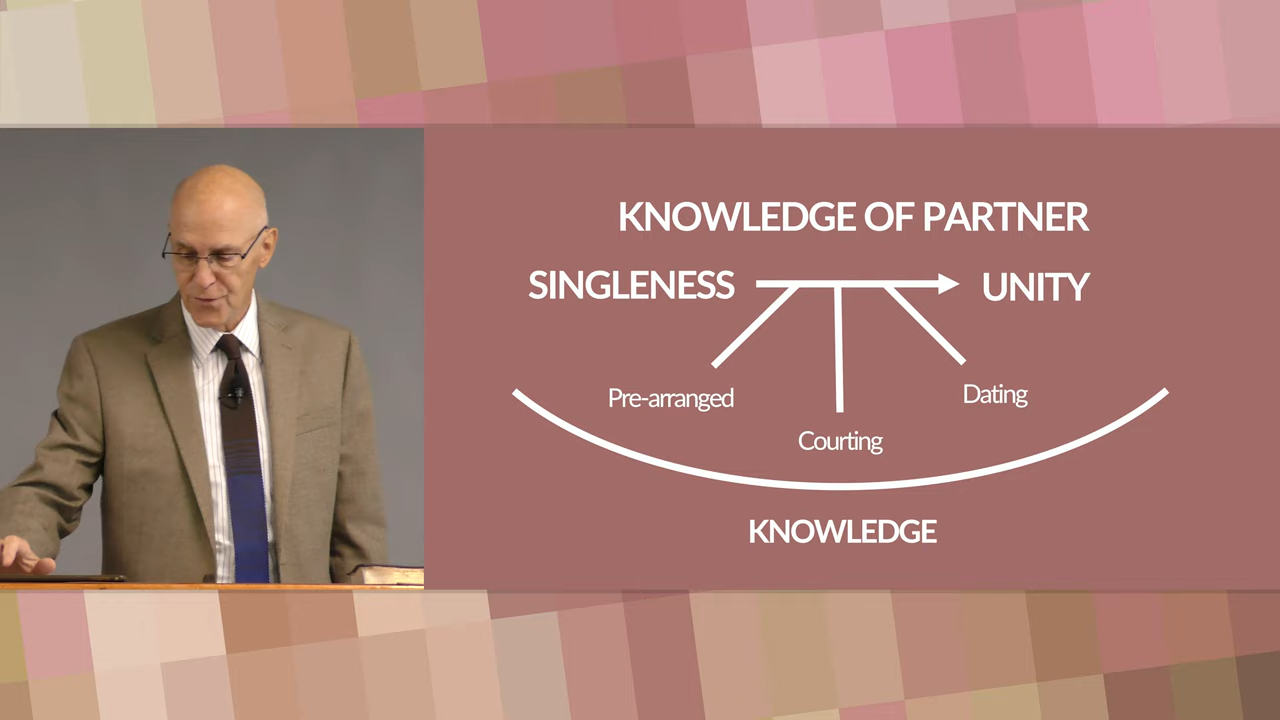 KNOWLEDGE OF PARTNER
SINGLENESS
UNITY
Pre-arranged
Dating
Courting
KNOWLEDGE